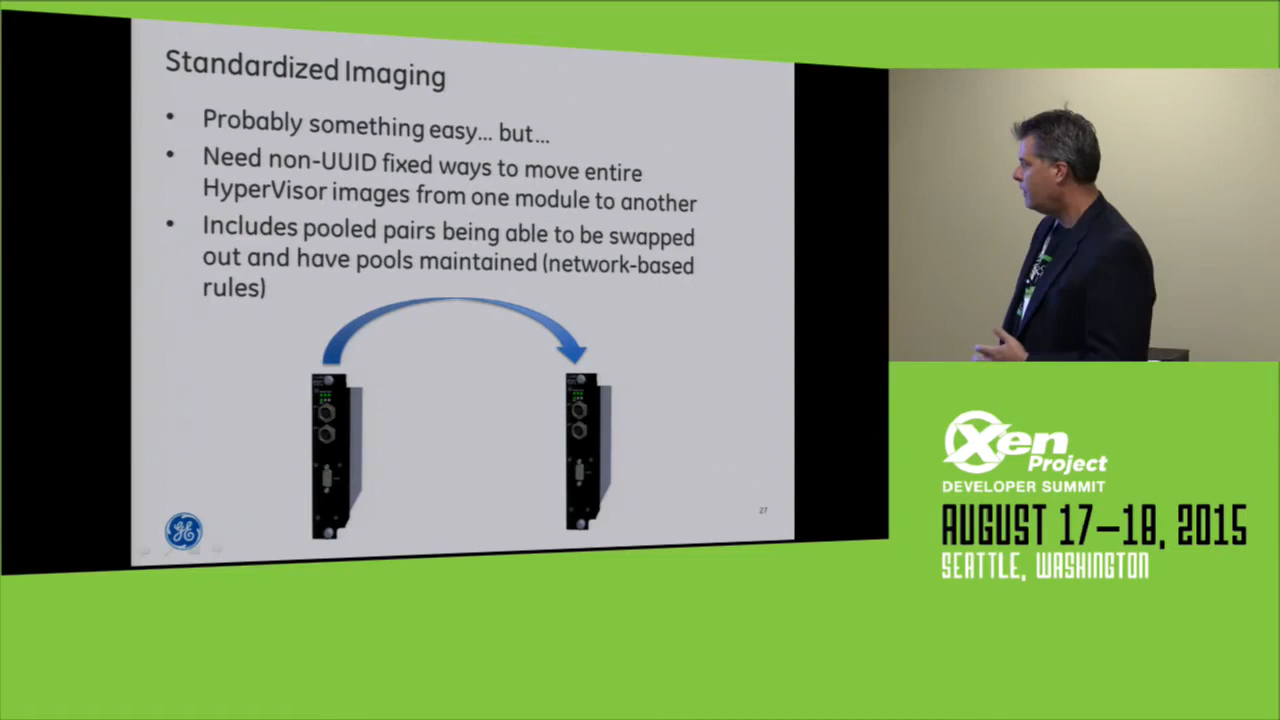 Standardized Imaging
• Probably something easy... but...
• Need non-UUID fixed ways to move entire
HyperVisor images from one module to another
• Includes pooled pairs being able to be swapped
out and have pools maintained (network-based
rules)
27
GE
Xen
Project
DEVELOPER SUMMIT
AUGUST 17–18, 2015
SEATTLE, WASHINGTON